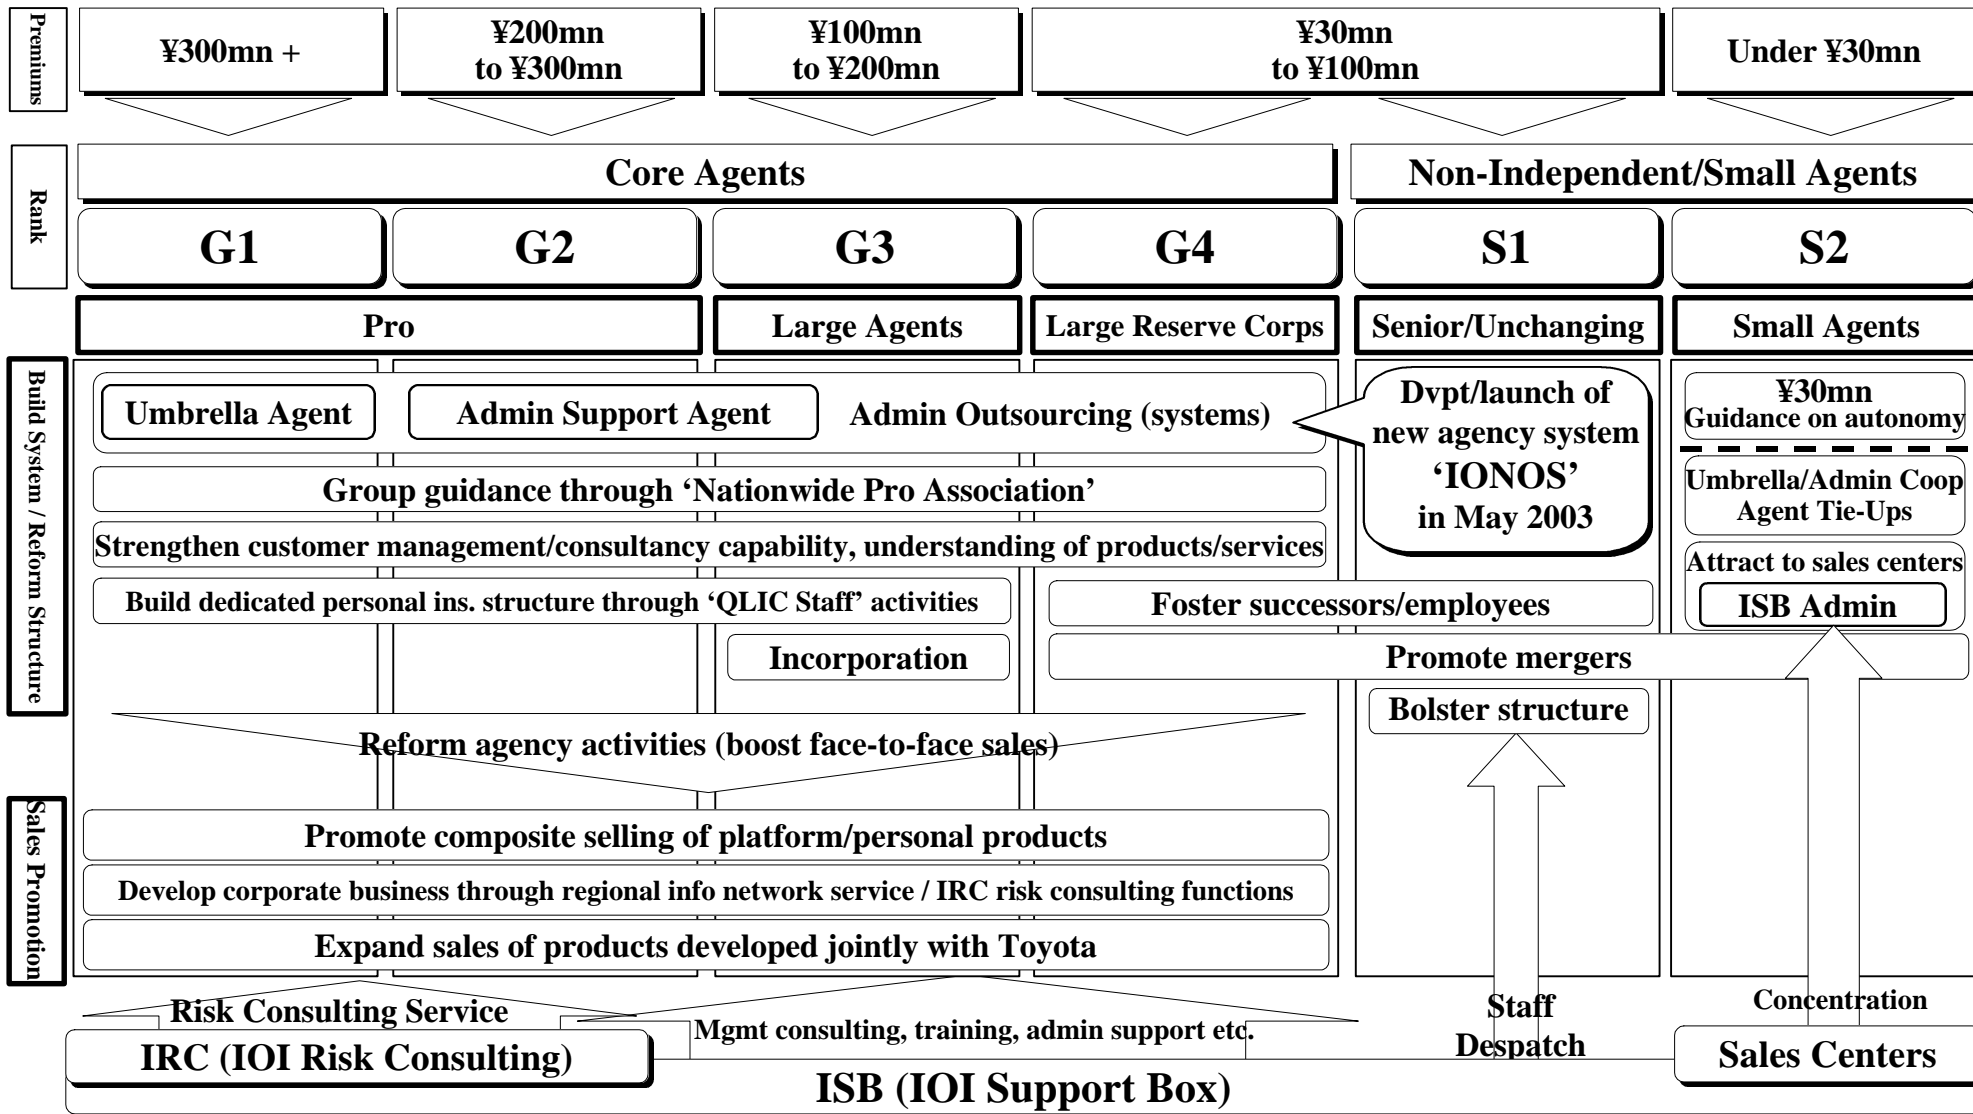 Premiums
¥300mn +
¥200mn
to ¥300mn
¥100mn
to ¥200mn
¥30mn
to ¥100mn
Under ¥30mn
Rank
Core Agents
Non-Independent/Small Agents
G1
G2
G3
G4
S1
S2
Pro
Large Agents
Large Reserve Corps
Senior/Unchanging
Small Agents
Build System / Reform Structure
Umbrella Agent
Admin Support Agent
Admin Outsourcing (systems)
Dvpt/launch of
new agency system
‘IONOS’
in May 2003
¥30mn
Guidance on autonomy
Group guidance through ‘Nationwide Pro Association’
Umbrella/Admin Coop
Agent Tie-Ups
Strengthen customer management/consultancy capability, understanding of products/services
Attract to sales centers
ISB Admin
Build dedicated personal ins. structure through ‘QLIC Staff’ activities
Foster successors/employees
Incorporation
Promote mergers
Bolster structure
Reform agency activities (boost face-to-face sales)
Sales Promotion
Promote composite selling of platform/personal products
Develop corporate business through regional info network service / IRC risk consulting functions
Expand sales of products developed jointly with Toyota
Risk Consulting Service
IRC (IOI Risk Consulting)
Mgmt consulting, training, admin support etc.
Staff
Despatch
Concentration
Sales Centers
ISB (IOI Support Box)